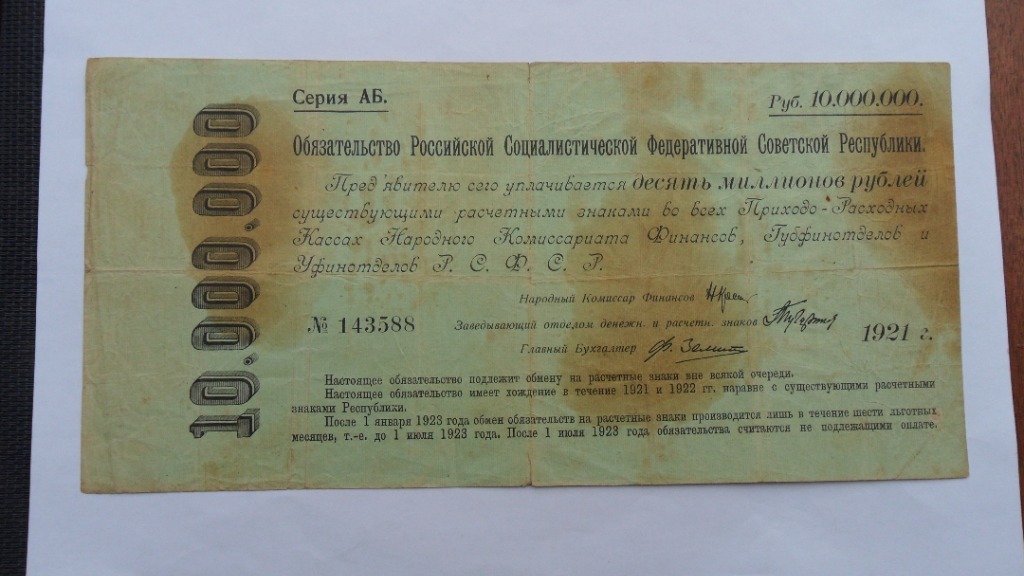 Серия АБ.
Руб. 10.000.000.
10.000.000.000
Обязательство Российской Социалистической Федеративной Советской Республики.
Пред'явителю сего уплачивается десять миллионов рублей
существующими расчетными знаками во всех Приходо-Расходных
Кассах Народного Комиссариата Финансов, Губфинотделов и
Уфинотделов Р. С. Ф. С. Р.
Народный Комиссар Финансов
№ 143588
Заведывающий отделом денежн. и расчетн. знаков
1921 г.
Главный Бухгалтер
Настоящее обязательство подлежит обмену на расчетные знаки вне всякой очереди.
Настоящее обязательство имеет хождение в течение 1921 и 1922 гг. наравне с существующими расчетными
знаками Республики.
После 1 января 1923 года обмен обязательств на расчетные знаки производится лишь в течение шести льготных
месяцев, т.-е. до 1 июля 1923 года. После 1 июля 1923 года обязательства считаются не подлежащими оплате.